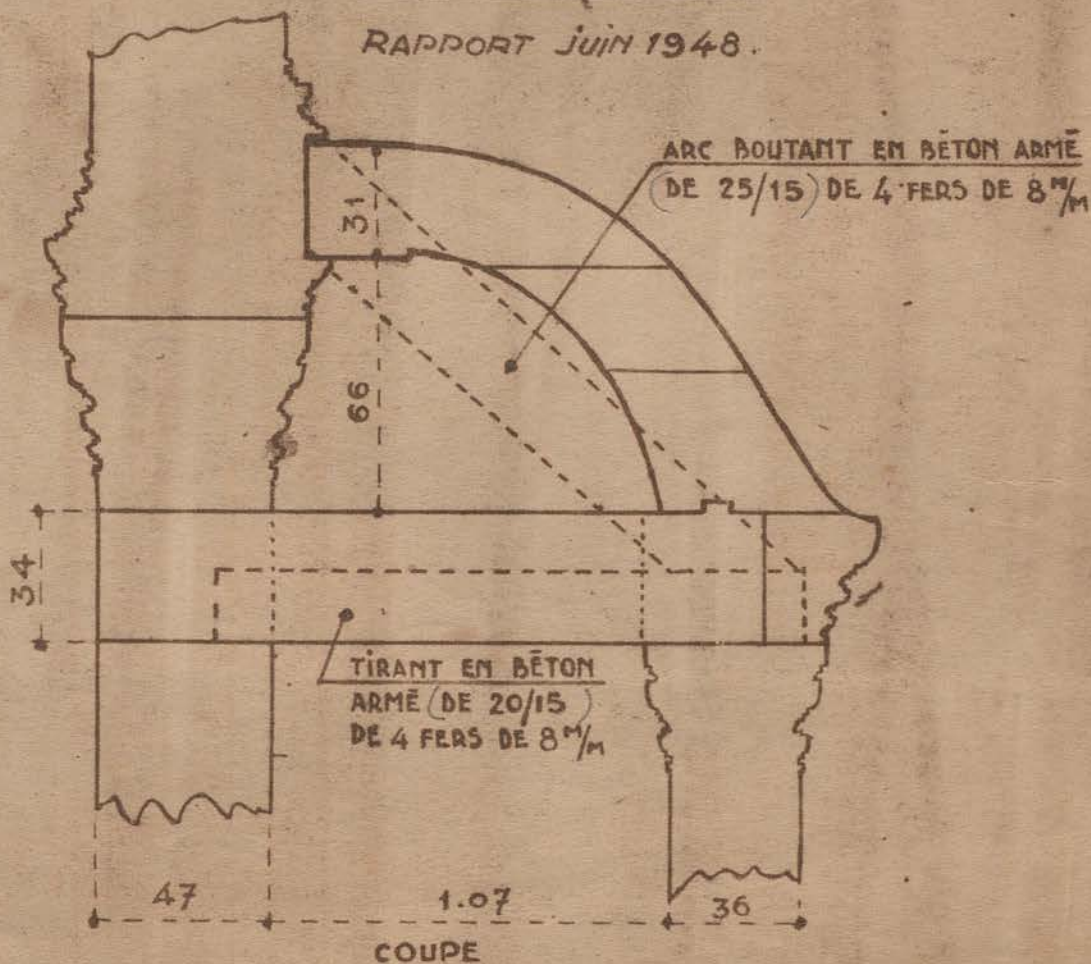 RAPPORT JUIN 1948.
ARC BOUTANT EN BÉTON ARMÉ
(DE 25/15) DE 4 FERS DE 8 M/M
31
66
34
TIRANT EN BÉTON
ARMÉ (DE 20/15)
DE 4 FERS DE 8 M/M
47 1.07 36
COUPE